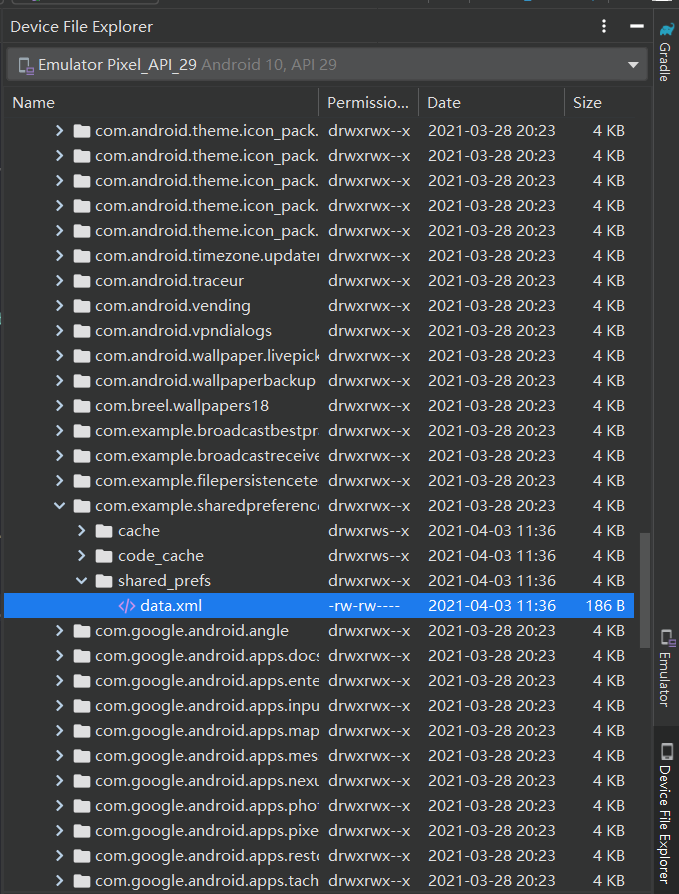 Device File Explorer
Emulator Pixel_API_29 Android 10, API 29
Name Permissio... Date Size
com.android.theme.icon_pack. drwxrwx--x 2021-03-28 20:23 4 KB
com.android.theme.icon_pack. drwxrwx--x 2021-03-28 20:23 4 KB
com.android.theme.icon_pack. drwxrwx--x 2021-03-28 20:23 4 KB
com.android.theme.icon_pack. drwxrwx--x 2021-03-28 20:23 4 KB
com.android.theme.icon_pack. drwxrwx--x 2021-03-28 20:23 4 KB
com.android.timezone.updater drwxrwx--x 2021-03-28 20:23 4 KB
com.android.traceur drwxrwx--x 2021-03-28 20:23 4 KB
com.android.vending drwxrwx--x 2021-03-28 20:23 4 KB
com.android.vpndialogs drwxrwx--x 2021-03-28 20:23 4 KB
com.android.wallpaper.livepick drwxrwx--x 2021-03-28 20:23 4 KB
com.android.wallpaperbackup drwxrwx--x 2021-03-28 20:23 4 KB
com.breel.wallpapers18 drwxrwx--x 2021-03-28 20:23 4 KB
com.example.broadcastbestpra drwxrwx--x 2021-03-28 20:23 4 KB
com.example.broadcastreceive drwxrwx--x 2021-03-28 20:23 4 KB
com.example.filepersistencete drwxrwx--x 2021-03-28 20:23 4 KB
com.example.sharedpreference drwxrwx--x 2021-03-28 20:23 4 KB
cache drwxrws--x 2021-04-03 11:36 4 KB
code_cache drwxrws--x 2021-04-03 11:36 4 KB
shared_prefs drwxrwx--x 2021-04-03 11:36 4 KB
data.xml -rw-rw---- 2021-04-03 11:36 186 B
com.google.android.angle drwxrwx--x 2021-03-28 20:23 4 KB
com.google.android.apps.docs drwxrwx--x 2021-03-28 20:23 4 KB
com.google.android.apps.ente drwxrwx--x 2021-03-28 20:23 4 KB
com.google.android.apps.inpu drwxrwx--x 2021-03-28 20:23 4 KB
com.google.android.apps.map drwxrwx--x 2021-03-28 20:23 4 KB
com.google.android.apps.mes drwxrwx--x 2021-03-28 20:23 4 KB
com.google.android.apps.nexu drwxrwx--x 2021-03-28 20:23 4 KB
com.google.android.apps.phot drwxrwx--x 2021-03-28 20:23 4 KB
com.google.android.apps.pixe drwxrwx--x 2021-03-28 20:23 4 KB
com.google.android.apps.resto drwxrwx--x 2021-03-28 20:23 4 KB
com.google.android.apps.tach drwxrwx--x 2021-03-28 20:23 4 KB
Gradle
Emulator
Device File Explorer